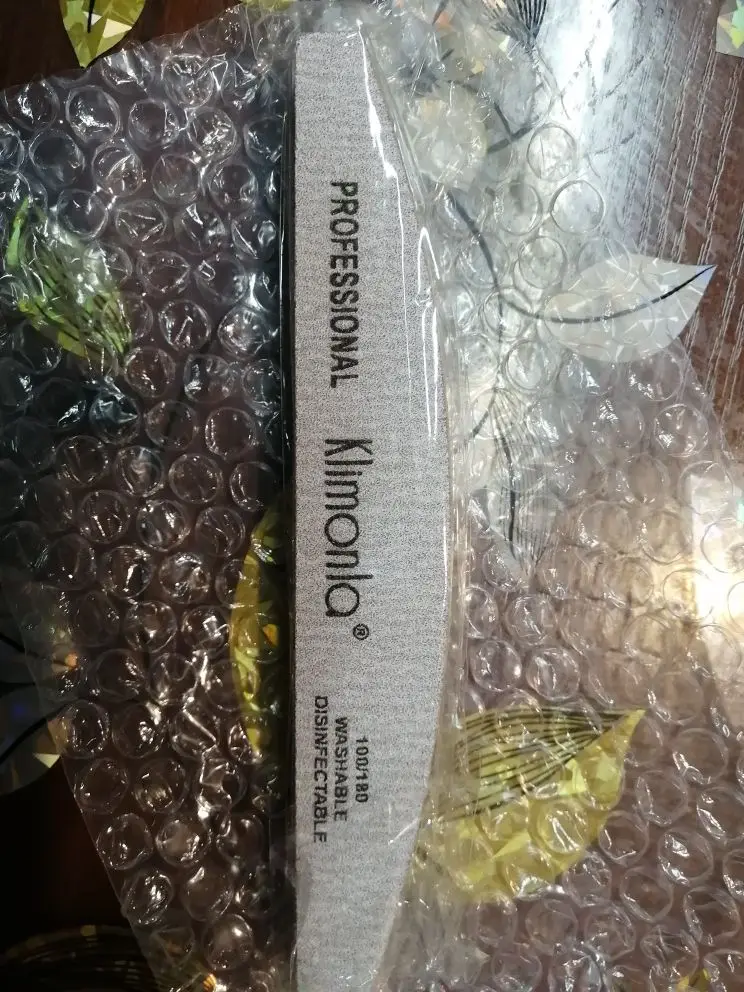 PROFESSIONAL
Klimonla®
100/180
WASHABLE
DISINFECTABLE